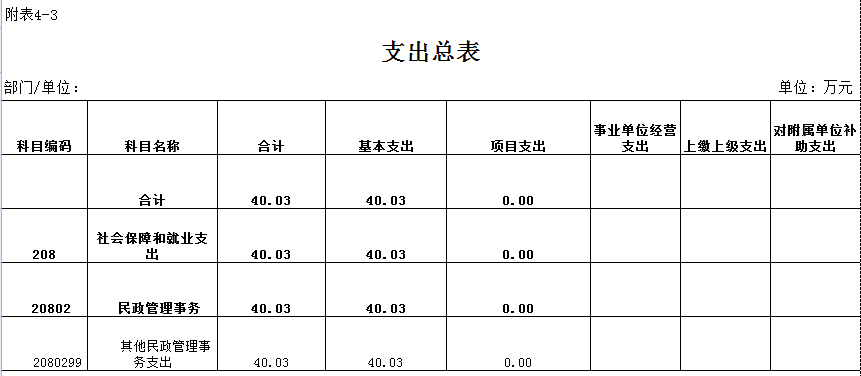 附表4-3
支出总表
部门/单位：
单位：万元
科目编码 科目名称 合计 基本支出 项目支出 事业单位经营支出 上缴上级支出 对附属单位补助支出
合计 40.03 40.03 0.00
208 社会保障和就业支出 40.03 40.03 0.00
20802 民政管理事务 40.03 40.03 0.00
2080299 其他民政管理事务支出 40.03 40.03 0.00